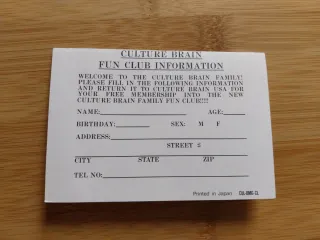 CULTURE BRAIN
FUN CLUB INFORMATION
WELCOME TO THE CULTURE BRAIN FAMILY!
PLEASE FILL IN THE FOLLOWING INFORMATION
AND RETURN IT TO CULTURE BRAIN USA FOR
YOUR FREE MEMBERSHIP INTO THE NEW
CULTURE BRAIN FAMILY FUN CLUB!!!!
NAME: AGE:
BIRTHDAY: SEX: M F
ADDRESS:
STREET #
CITY STATE ZIP
TEL NO.:
Printed in Japan